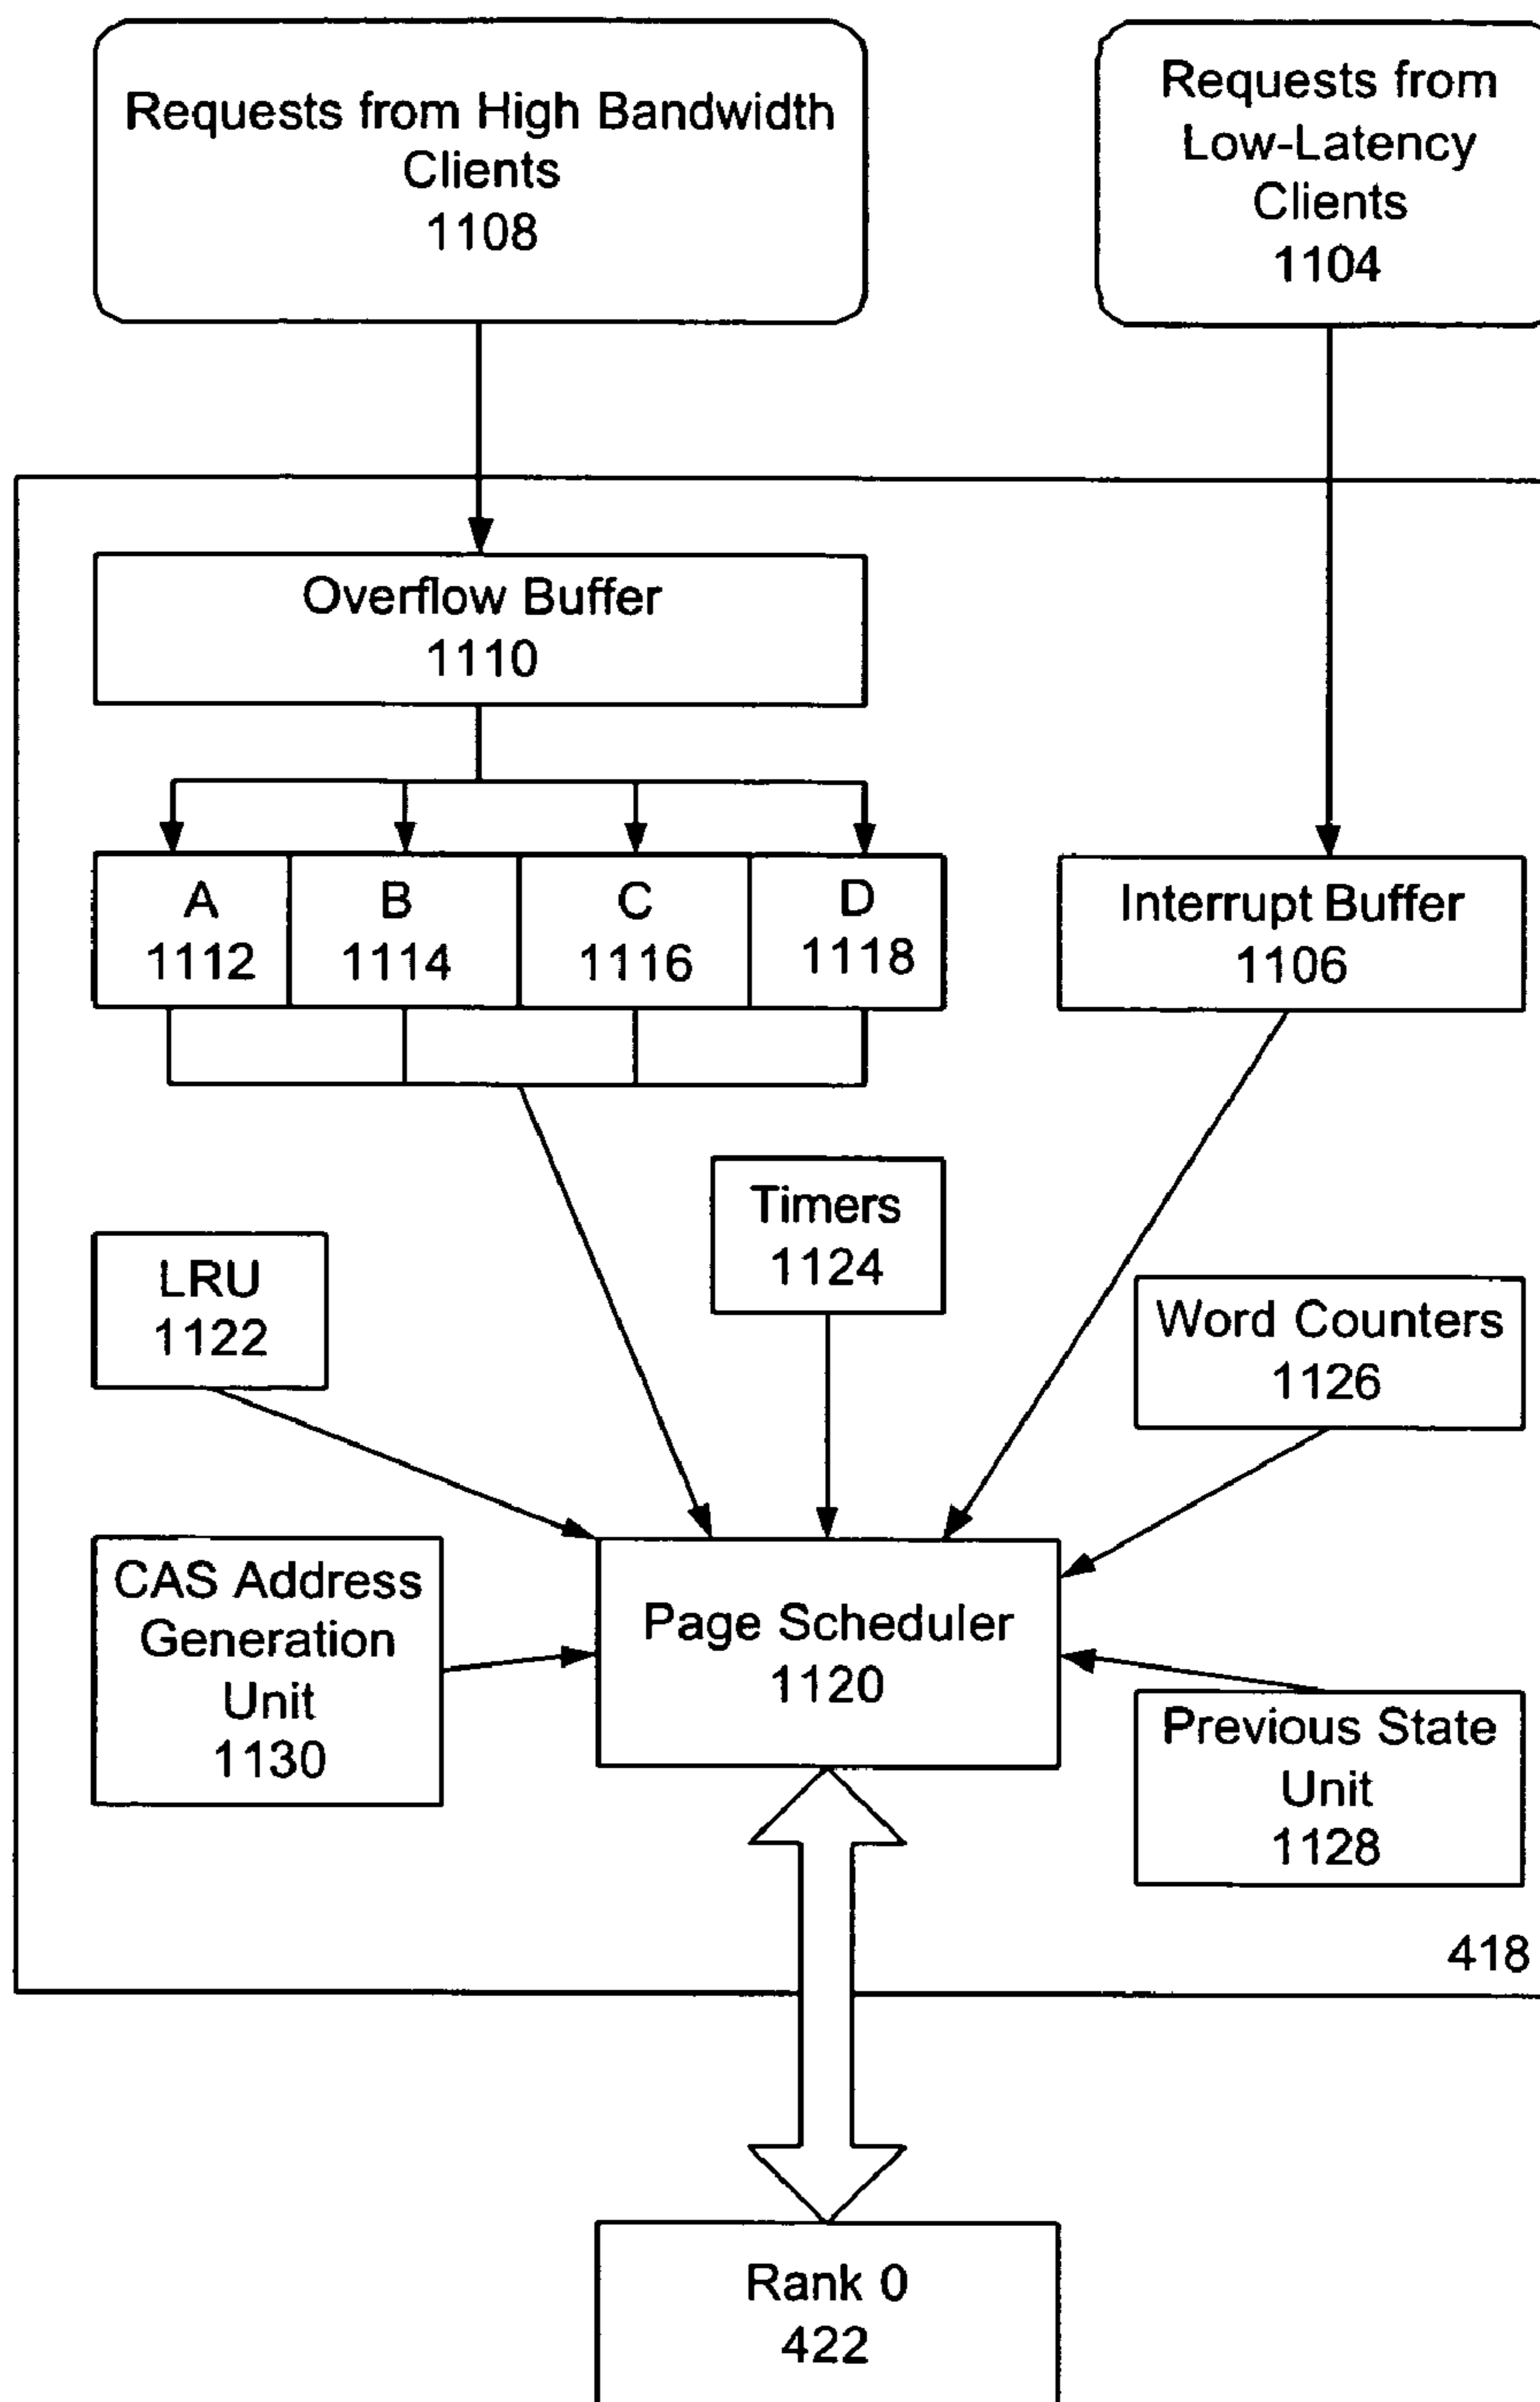 Requests from High Bandwidth
Clients
1108
Requests from
Low-Latency
Clients
1104
Overflow Buffer
1110
A
1112
B
1114
C
1116
D
1118
Interrupt Buffer
1106
Timers
1124
LRU
1122
Word Counters
1126
CAS Address
Generation
Unit
1130
Page Scheduler
1120
Previous State
Unit
1128
418
Rank 0
422